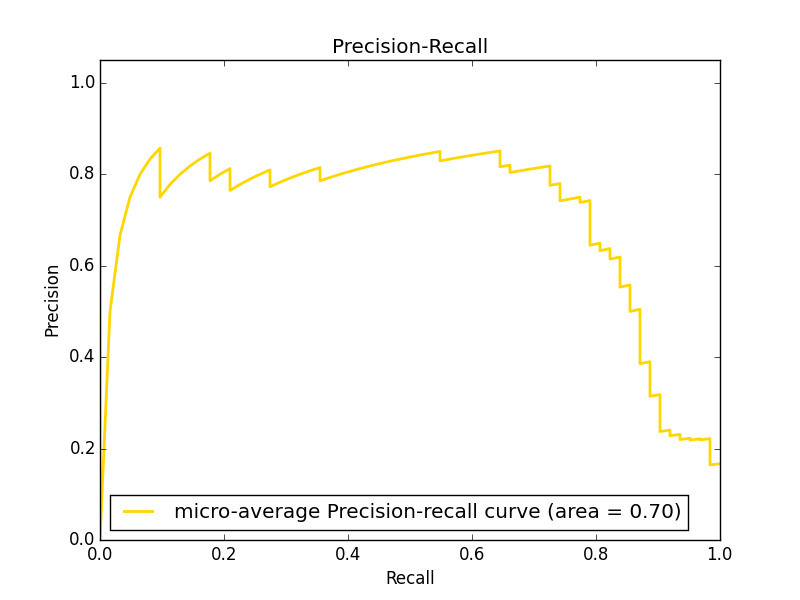 Precision-Recall
1.0
0.8
0.6
0.4
0.2
0.0
Precision
micro-average Precision-recall curve (area = 0.70)
0.0 0.2 0.4 0.6 0.8 1.0
Recall